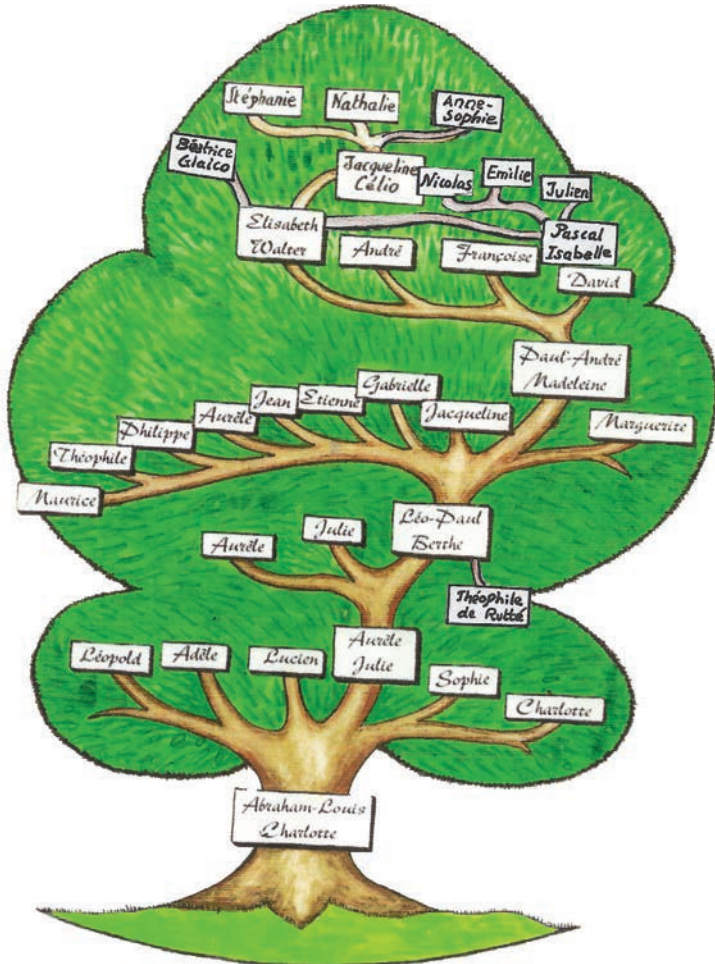 Stéphanie
Nathalie
Anne-
Sophie
Béatrice
Glaico
Jacqueline
Célio
Nicolas
Emilie
Julien
Elisabeth
Walter
André
Françoise
Pascal
Isabelle
David
Paul-André
Madeleine
Gabrielle
Etienne
Jean
Aurèle
Philippe
Théophile
Maurice
Jacqueline
Marguerite
Léo-Paul
Berthe
Julie
Aurèle
Théophile
de Rutté
Aurèle
Julie
Léopold
Adèle
Lucien
Sophie
Charlotte
Abraham-Louis
Charlotte